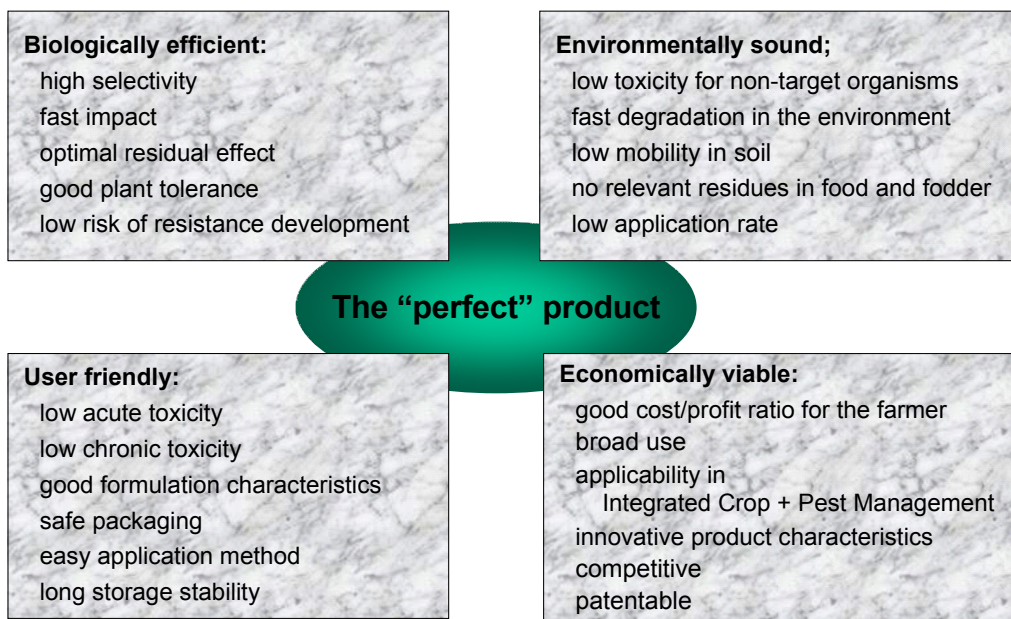 Biologically efficient:
high selectivity
fast impact
optimal residual effect
good plant tolerance
low risk of resistance development
Environmentally sound;
low toxicity for non-target organisms
fast degradation in the environment
low mobility in soil
no relevant residues in food and fodder
low application rate
The “perfect” product
User friendly:
low acute toxicity
low chronic toxicity
good formulation characteristics
safe packaging
easy application method
long storage stability
Economically viable:
good cost/profit ratio for the farmer
broad use
applicability in
Integrated Crop + Pest Management
innovative product characteristics
competitive
patentable